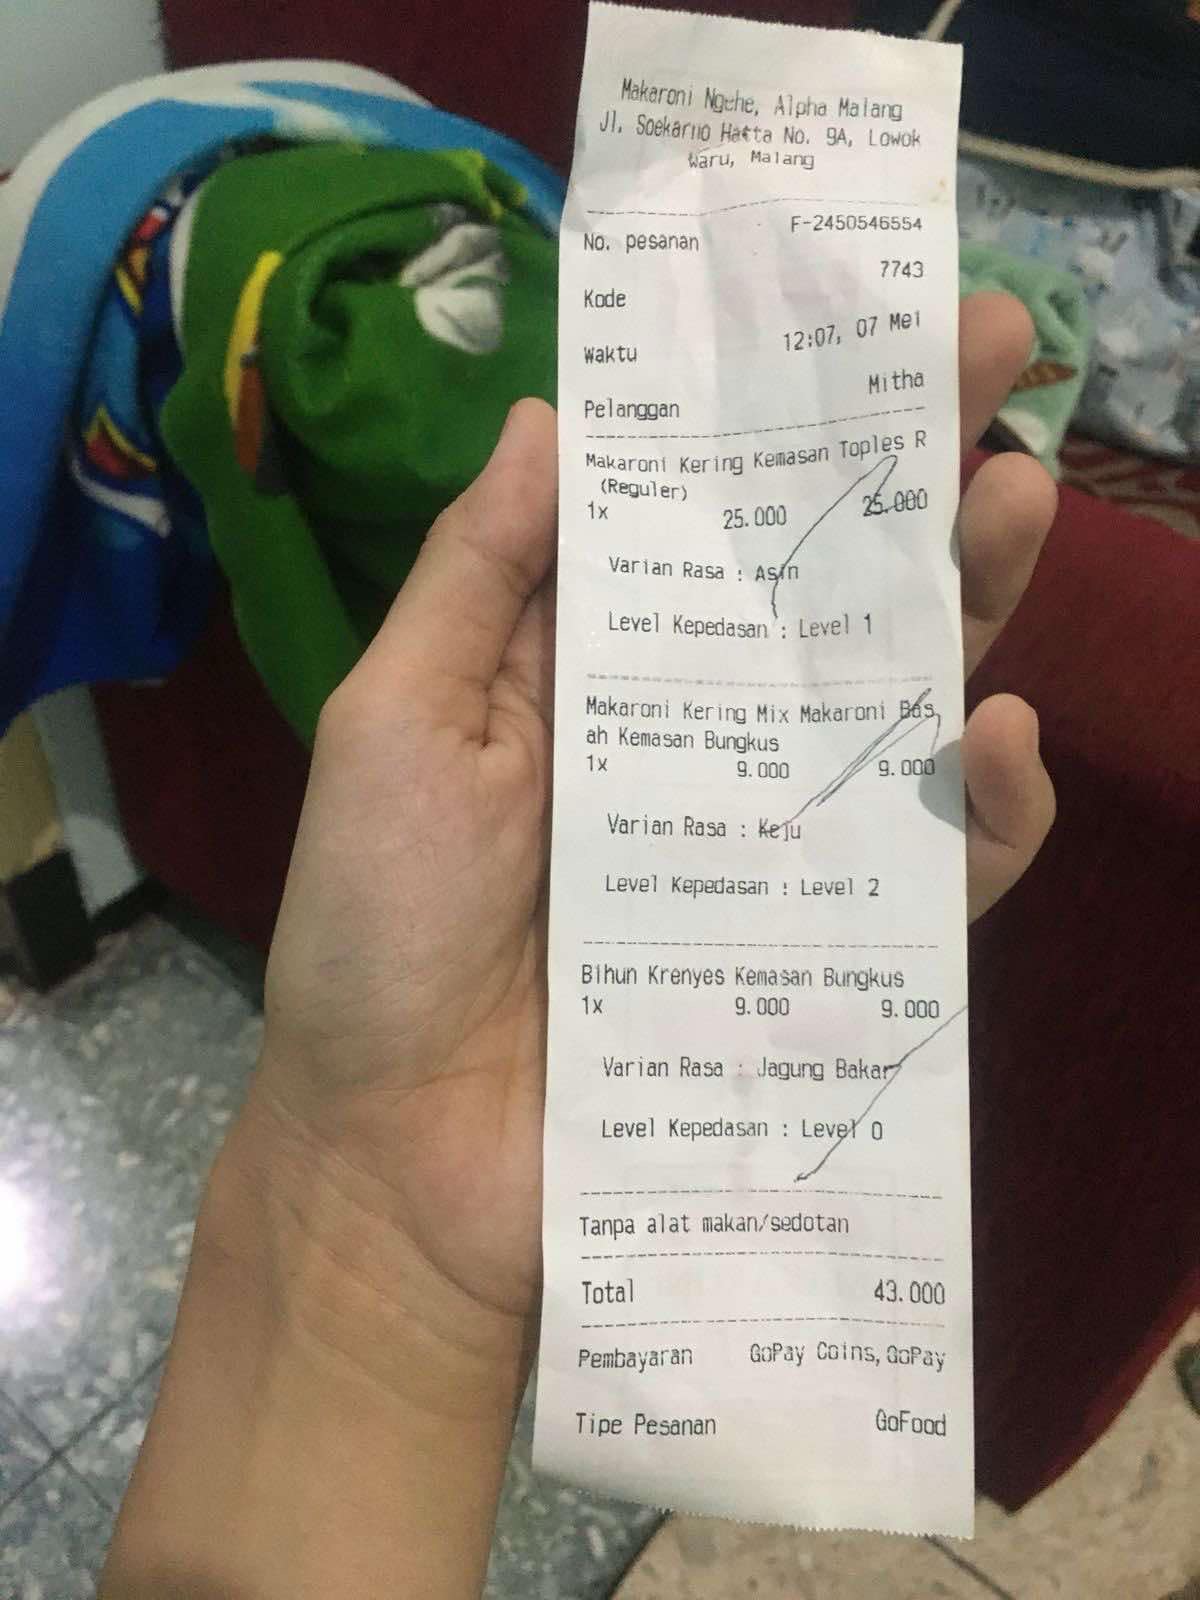 Makaroni Ngehe, Alpha Malang
Jl. Soekarno Hatta No. 9A, Lowok
waru, Malang
F-2450546554
No. pesanan
7743
Kode
12:07, 07 Mei
Waktu
Mitha
Pelanggan
Makaroni Kering Kemasan Toples R
(Reguler)
1x 25.000 25.000
Varian Rasa : Asin
Level Kepedasan : Level 1
Makaroni Kering Mix Makaroni Bas
ah Kemasan Bungkus
1x 9.000 9.000
Varian Rasa : Keju
Level Kepedasan : Level 2
Bihun Krenyes Kemasan Bungkus
1x 9.000 9.000
Varian Rasa : Jagung Bakar
Level Kepedasan : Level 0
Tanpa alat makan/sedotan
Total 43.000
Pembayaran GoPay Coins, GoPay
Tipe Pesanan GoFood